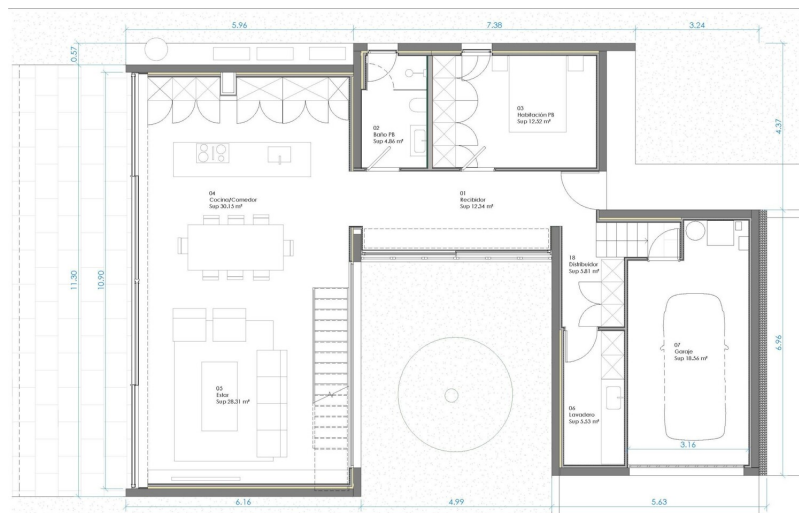 5.96
7.38
3.24
0.57
03
Habitación PB
Sup 12.52 m²
02
Baño PB
Sup 4.86 m²
4.37
04
Cocina/Comedor
Sup 30.15 m²
01
Recibidor
Sup 12.34 m²
18
Distribuidor
Sup 5.81 m²
11.30
10.90
6.96
07
Garaje
Sup 18.56 m²
05
Estar
Sup 28.31 m²
06
Lavadero
Sup 5.53 m²
3.16
6.16
4.99
5.63